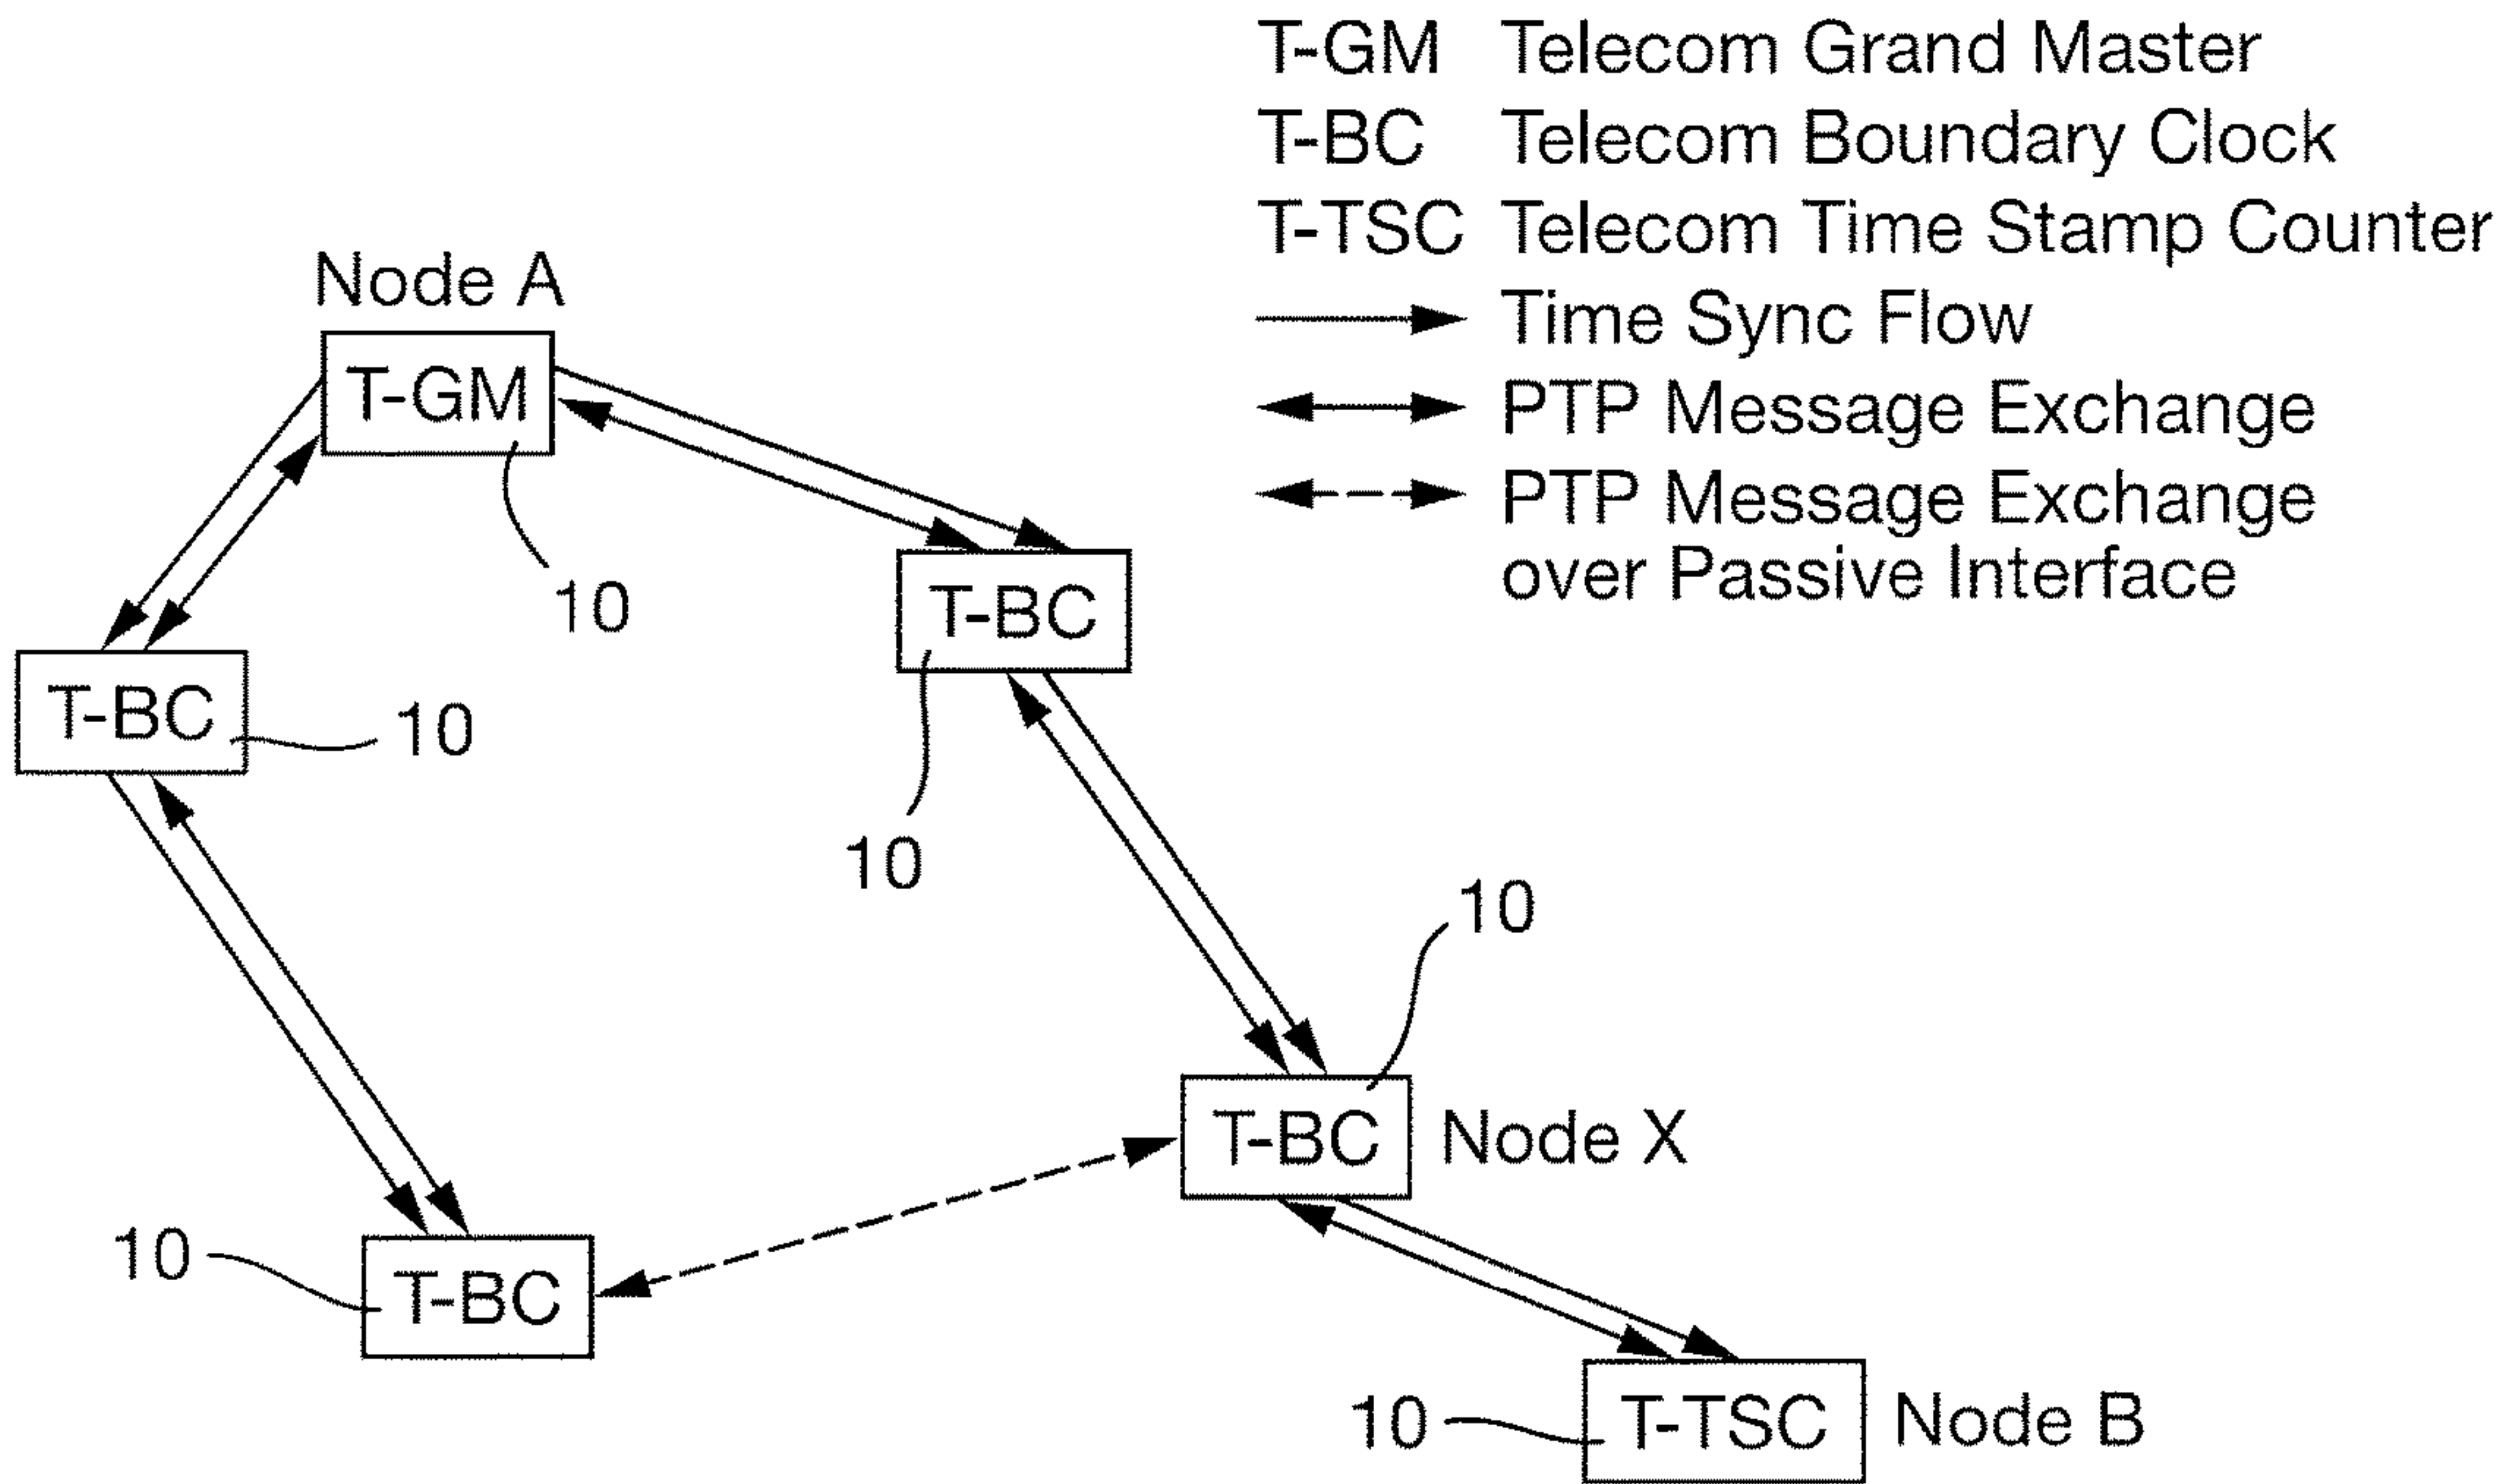 T-GM Telecom Grand Master
T-BC Telecom Boundary Clock
T-TSC Telecom Time Stamp Counter
Time Sync Flow
PTP Message Exchange
PTP Message Exchange
over Passive Interface
Node A
T-GM
10
T-BC
10
T-BC
10
10
T-BC Node X
10
T-BC
10
T-TSC Node B